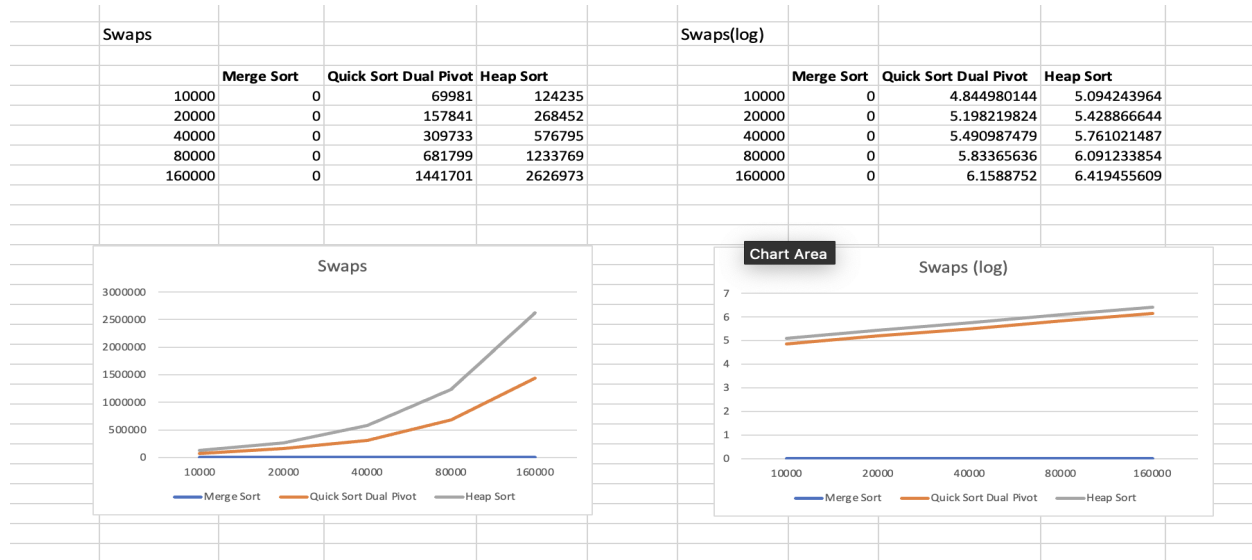 Swaps Swaps(log)
Merge Sort Quick Sort Dual Pivot Heap Sort Merge Sort Quick Sort Dual Pivot Heap Sort
10000 0 69981 124235 10000 0 4.844980144 5.094243964
20000 0 157841 268452 20000 0 5.198219824 5.428866644
40000 0 309733 576795 40000 0 5.490987479 5.761021487
80000 0 681799 1233769 80000 0 5.83365636 6.091233854
160000 0 1441701 2626973 160000 0 6.1588752 6.419455609
Swaps
3000000
2500000
2000000
1500000
1000000
500000
0
10000 20000 40000 80000 160000
Merge Sort Quick Sort Dual Pivot Heap Sort
Chart Area
Swaps (log)
7
6
5
4
3
2
1
0
10000 20000 40000 80000 160000
Merge Sort Quick Sort Dual Pivot Heap Sort